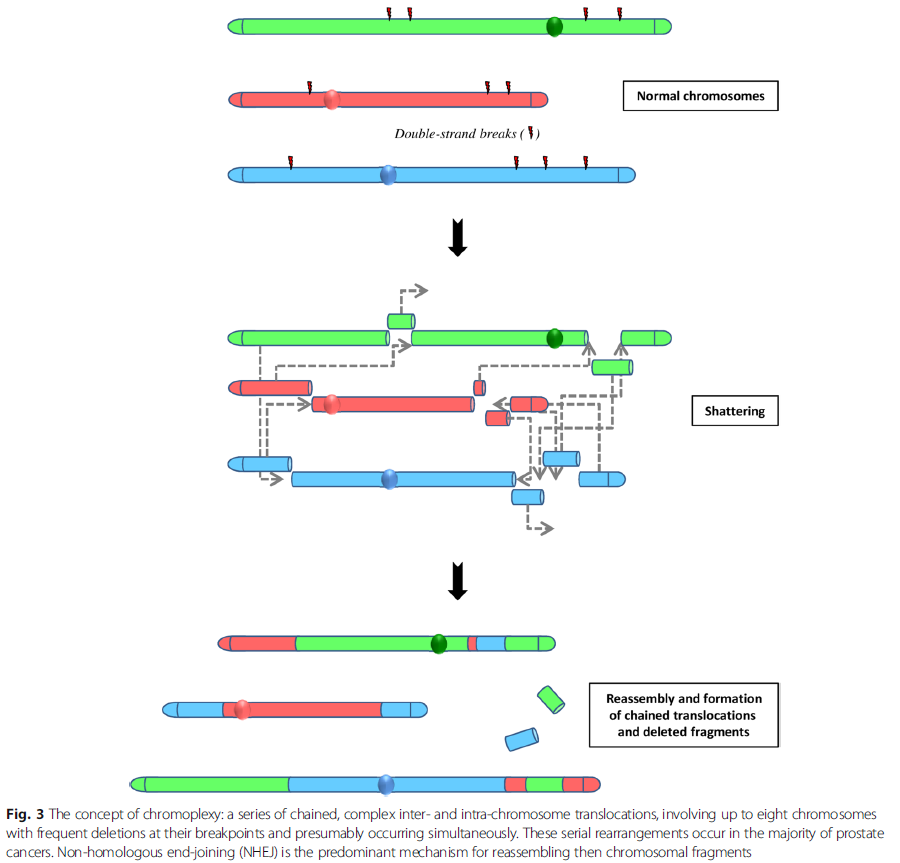 Normal chromosomes
Double-strand breaks ( )
Shattering
Reassembly and formation
of chained translocations
and deleted fragments
Fig. 3 The concept of chromoplexy: a series of chained, complex inter- and intra-chromosome translocations, involving up to eight chromosomes
with frequent deletions at their breakpoints and presumably occurring simultaneously. These serial rearrangements occur in the majority of prostate
cancers. Non-homologous end-joining (NHEJ) is the predominant mechanism for reassembling then chromosomal fragments